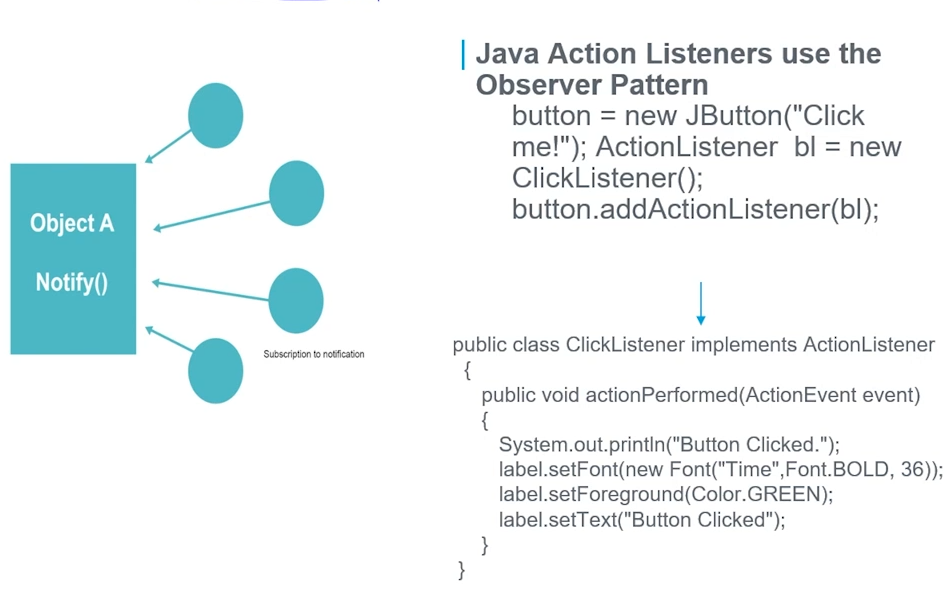 Object A
Notify()
Subscription to notification
Java Action Listeners use the
Observer Pattern
button = new JButton("Click
me!"); ActionListener bl = new
ClickListener();
button.addActionListener(bl);
public class ClickListener implements ActionListener
{
public void actionPerformed(ActionEvent event)
{
System.out.println("Button Clicked.");
label.setFont(new Font("Time",Font.BOLD, 36));
label.setForeground(Color.GREEN);
label.setText("Button Clicked");
}
}